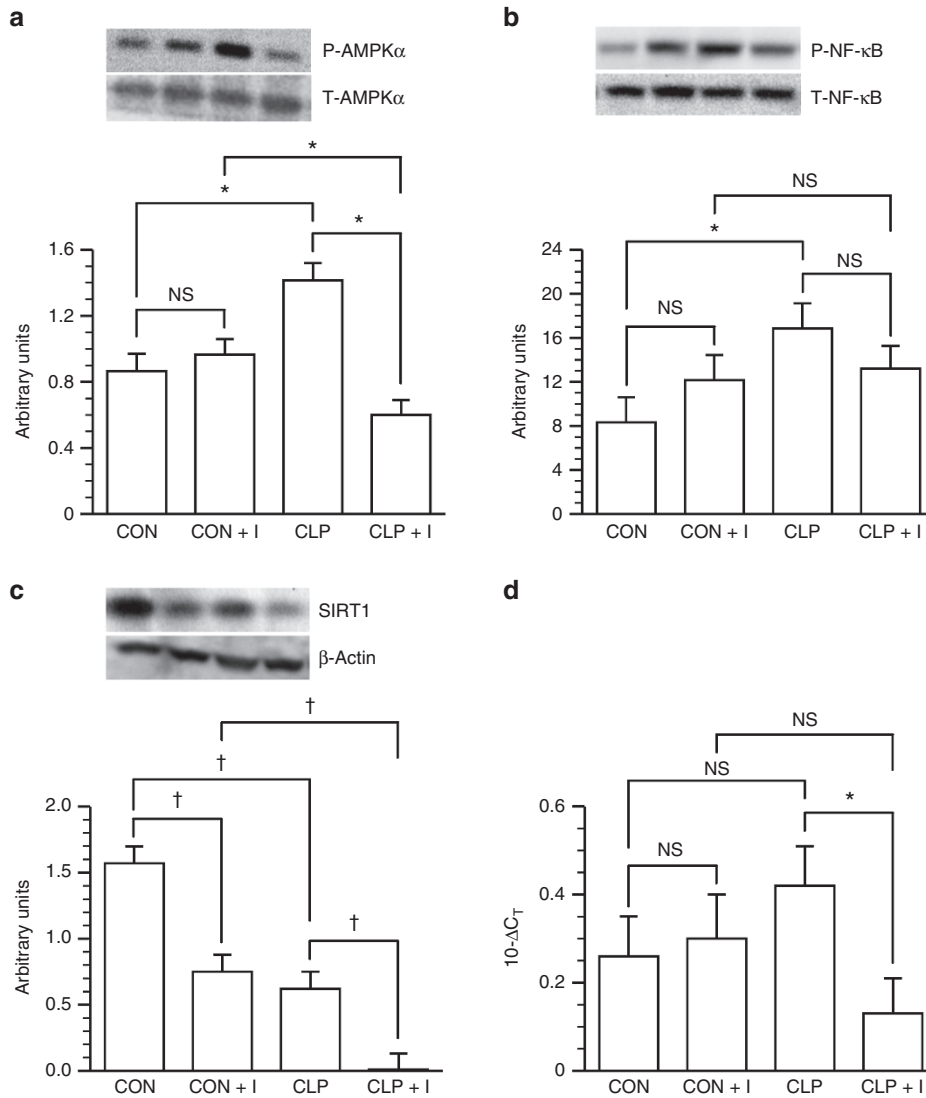 a
P-AMPKα
T-AMPKα
*
*
*
NS
1.6
1.2
0.8
0.4
0
Arbitrary units
CON
CON + I
CLP
CLP + I
b
P-NF-κB
T-NF-κB
NS
*
NS
NS
24
20
16
12
8
4
0
Arbitrary units
CON
CON + I
CLP
CLP + I
c
SIRT1
β-Actin
†
†
†
†
2.0
1.5
1.0
0.5
0.0
Arbitrary units
CON
CON + I
CLP
CLP + I
d
NS
NS
*
NS
0.6
0.4
0.2
0
10-ΔCT
CON
CON + I
CLP
CLP + I